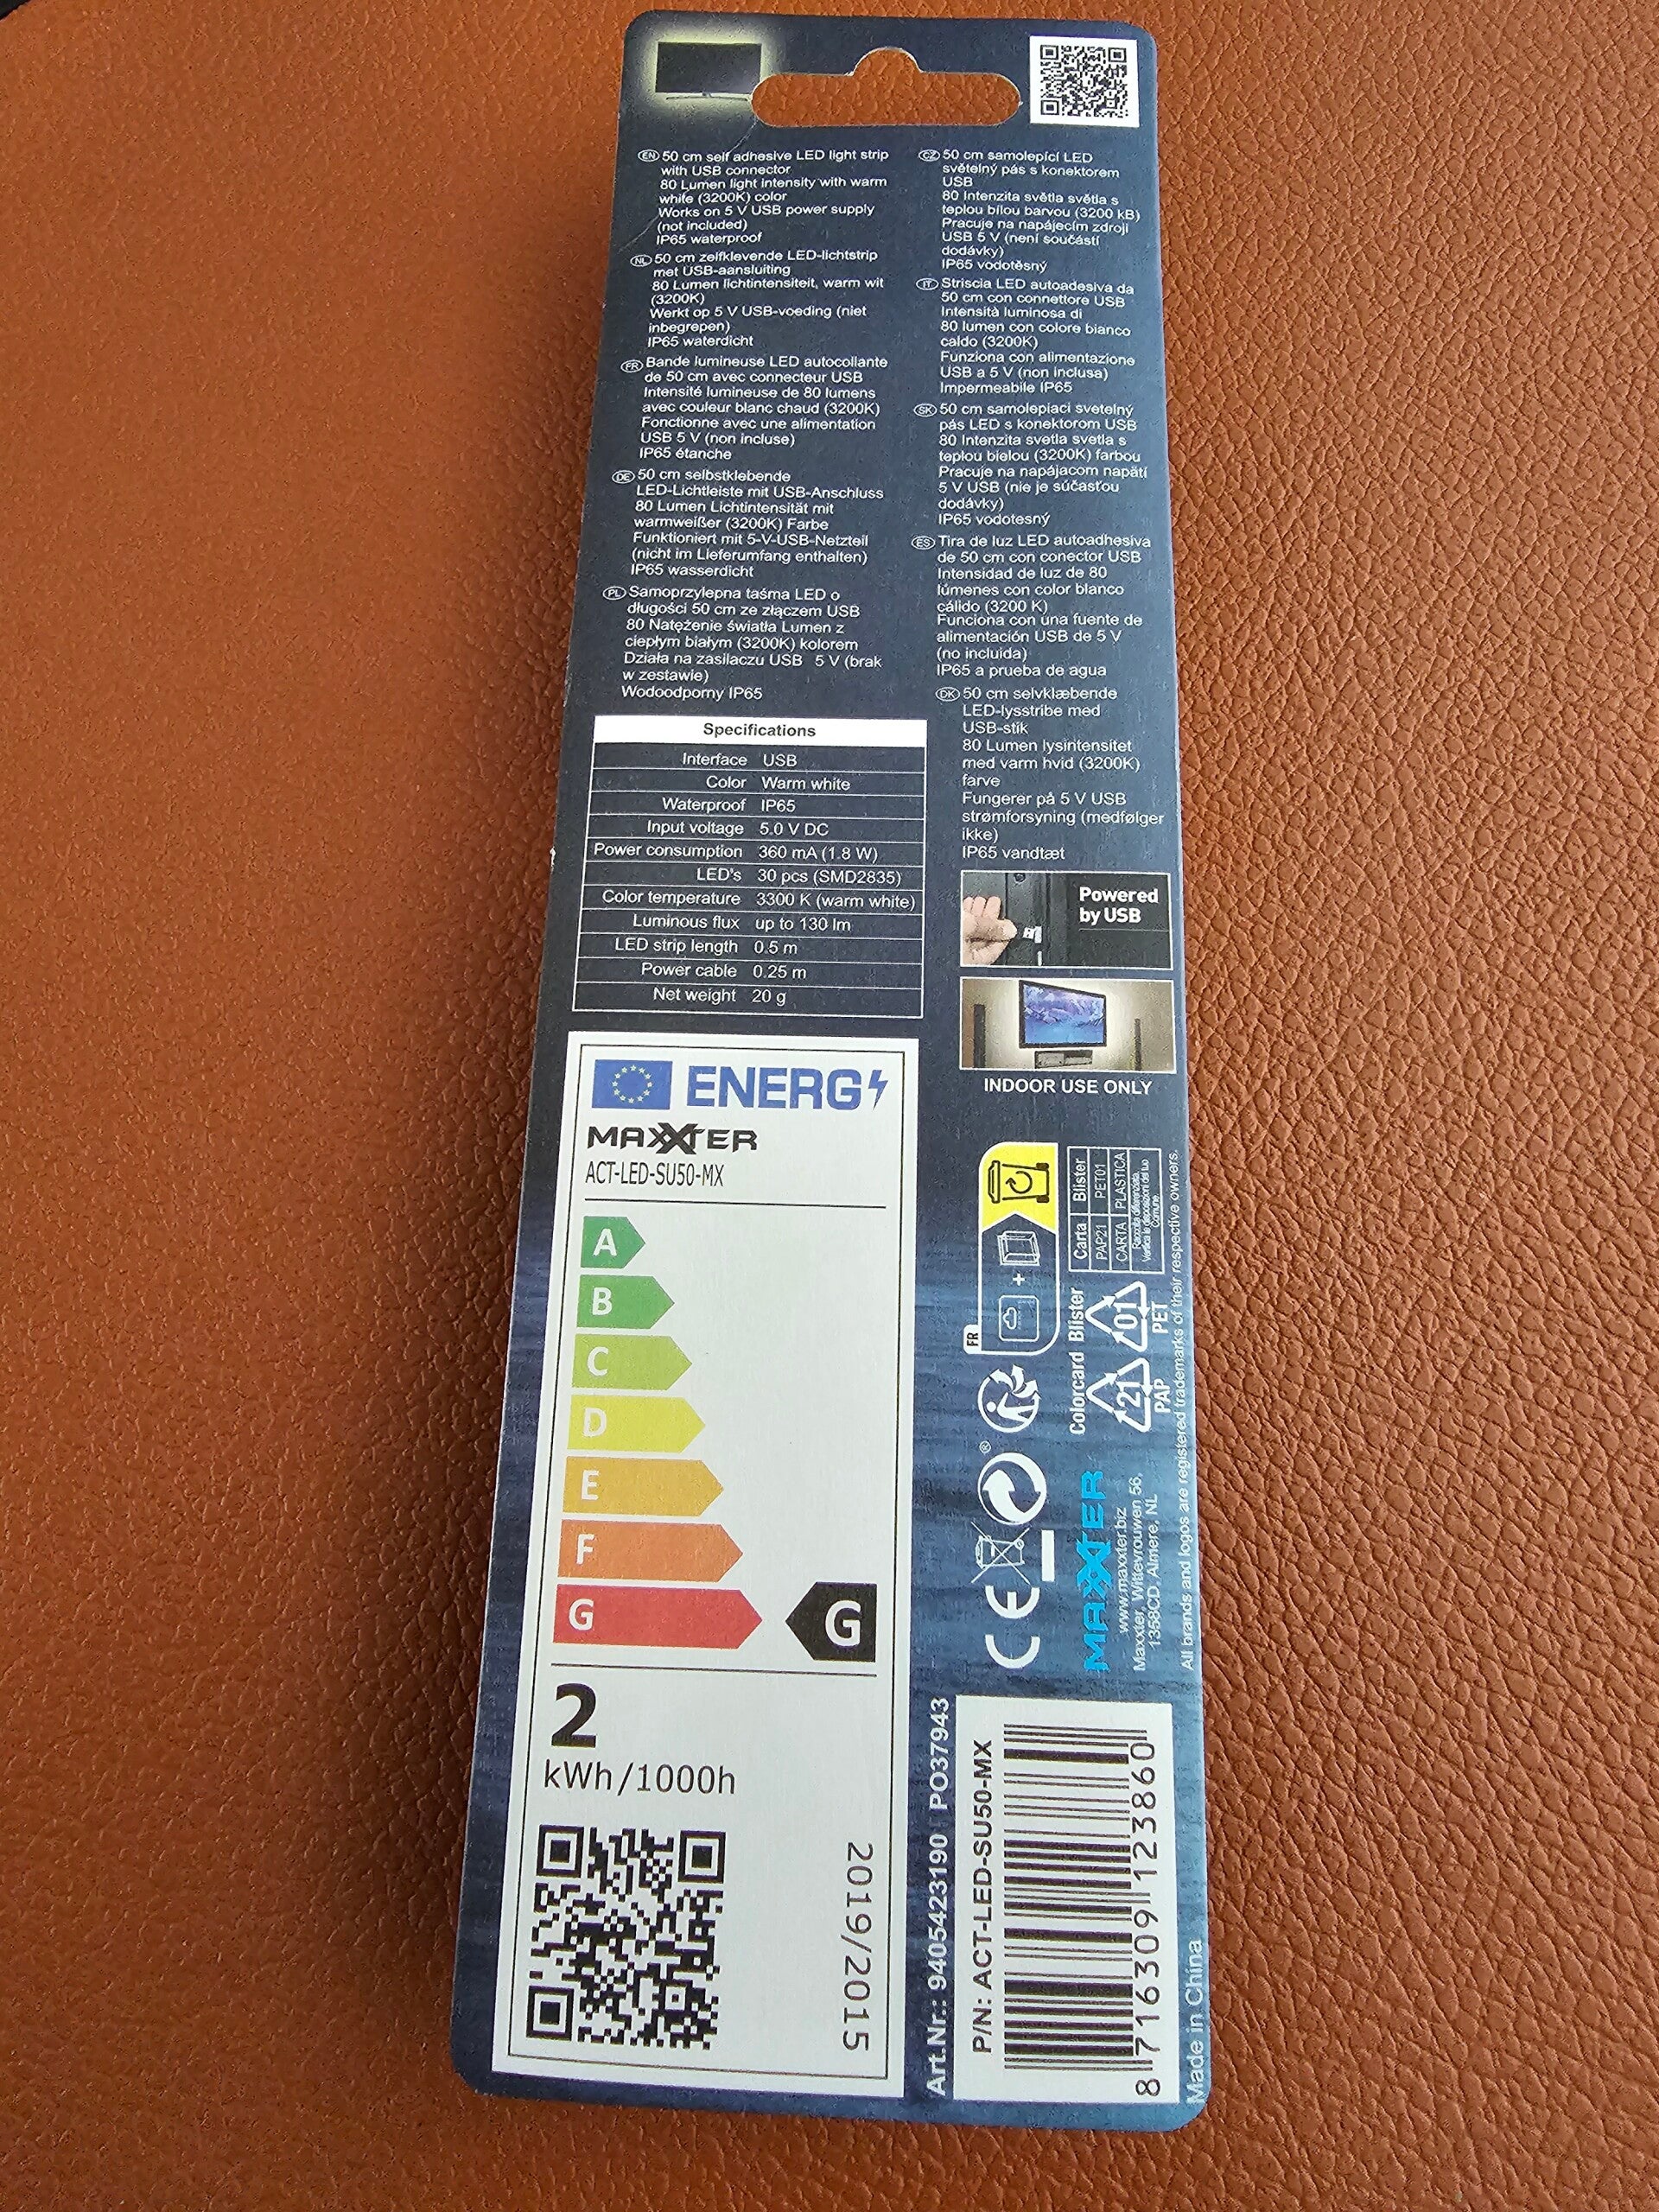 EN 50 cm self adhesive LED light strip
with USB connector
80 Lumen light intensity with warm
white (3200K) color
Works on 5 V USB power supply
(not included)
IP65 waterproof
NL 50 cm zelfklevende LED-lichtstrip
met USB-aansluiting
80 Lumen lichtintensiteit, warm wit
(3200K)
Werkt op 5 V USB-voeding (niet
inbegrepen)
IP65 waterdicht
FR Bande lumineuse LED autocollante
de 50 cm avec connecteur USB
Intensité lumineuse de 80 lumens
avec couleur blanc chaud (3200K)
Fonctionne avec une alimentation
USB 5 V (non incluse)
IP65 étanche
DE 50 cm selbstklebende
LED-Lichtleiste mit USB-Anschluss
80 Lumen Lichtintensität mit
warmweißer (3200K) Farbe
Funktioniert mit 5-V-USB-Netzteil
(nicht im Lieferumfang enthalten)
IP65 wasserdicht
PL Samoprzylepna taśma LED o
długości 50 cm ze złączem USB
80 Natężenie światła Lumen z
ciepłym białym (3200K) kolorem
Działa na zasilaczu USB 5 V (brak
w zestawie)
Wodoodporny IP65
CZ 50 cm samolepící LED
světelný pás s konektorem
USB
80 Intenzita světla světla s
teplou bílou barvou (3200 kB)
Pracuje na napájecím zdroji
USB 5 V (není součástí
dodávky)
IP65 vodotěsný
IT Striscia LED autoadesiva da
50 cm con connettore USB
Intensità luminosa di
80 lumen con colore bianco
caldo (3200K)
Funziona con alimentazione
USB a 5 V (non inclusa)
Impermeabile IP65
SK 50 cm samolepiaci svetelný
pás LED s konektorom USB
80 Intenzita svetla svetla s
teplou bielou (3200K) farbou
Pracuje na napájacom napätí
5 V USB (nie je súčasťou
dodávky)
IP65 vodotesný
ES Tira de luz LED autoadhesiva
de 50 cm con conector USB
Intensidad de luz de 80
lúmenes con color blanco
cálido (3200 K)
Funciona con una fuente de
alimentación USB de 5 V
(no incluida)
IP65 a prueba de agua
DK 50 cm selvklæbende
LED-lysstribe med
USB-stik
80 Lumen lysintensitet
med varm hvid (3200K)
farve
Fungerer på 5 V USB
strømforsyning (medfølger
ikke)
IP65 vandtæt
Specifications
Interface USB
Color Warm white
Waterproof IP65
Input voltage 5.0 V DC
Power consumption 360 mA (1.8 W)
LED's 30 pcs (SMD2835)
Color temperature 3300 K (warm white)
Luminous flux up to 130 lm
LED strip length 0.5 m
Power cable 0.25 m
Net weight 20 g
Powered
by USB
INDOOR USE ONLY
ENERG
MAXXTER
ACT-LED-SU50-MX
A
B
C
D
E
F
G
G
2
kWh/1000h
2019/2015
FR
+
Carta Blister
PAP21 PET01
CARTA PLASTICA
Raccolta differenziata.
Verifica le disposizioni del tuo
Comune.
Colorcard Blister
21 01
PAP PET
®
CE
MAXXTER
www.maxxter.biz
Maxxter, Wittevrouwen 56,
1358CD, Almere, NL
All brands and logos are registered trademarks of their respective owners.
Art.Nr.: 9405423190 PO37943
P/N: ACT-LED-SU50-MX
8 716309 123860
Made in China